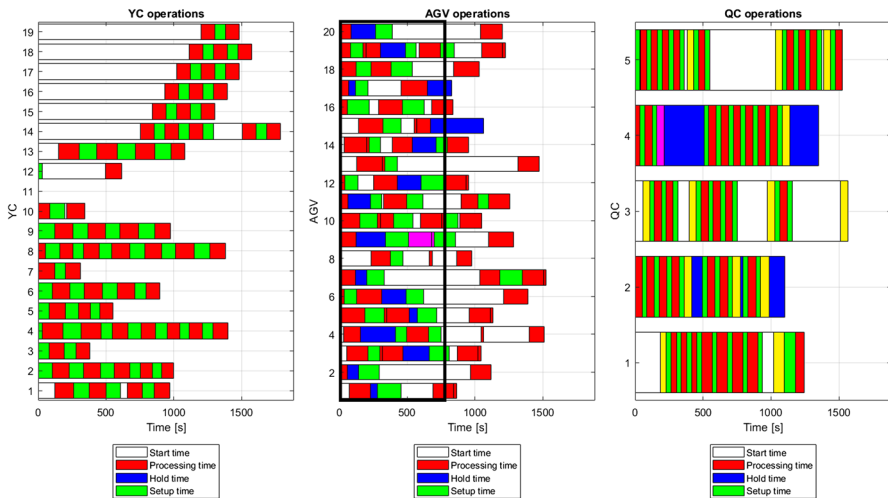 YC operations
19
18
17
16
15
14
13
12
11
10
9
8
7
6
5
4
3
2
1
YC
0
500
1000
1500
Time [s]
Start time
Processing time
Hold time
Setup time
AGV operations
20
18
16
14
12
10
8
6
4
2
AGV
0
500
1000
1500
Time [s]
Start time
Processing time
Hold time
Setup time
QC operations
5
4
3
2
1
QC
0
500
1000
1500
Time [s]
Start time
Processing time
Hold time
Setup time